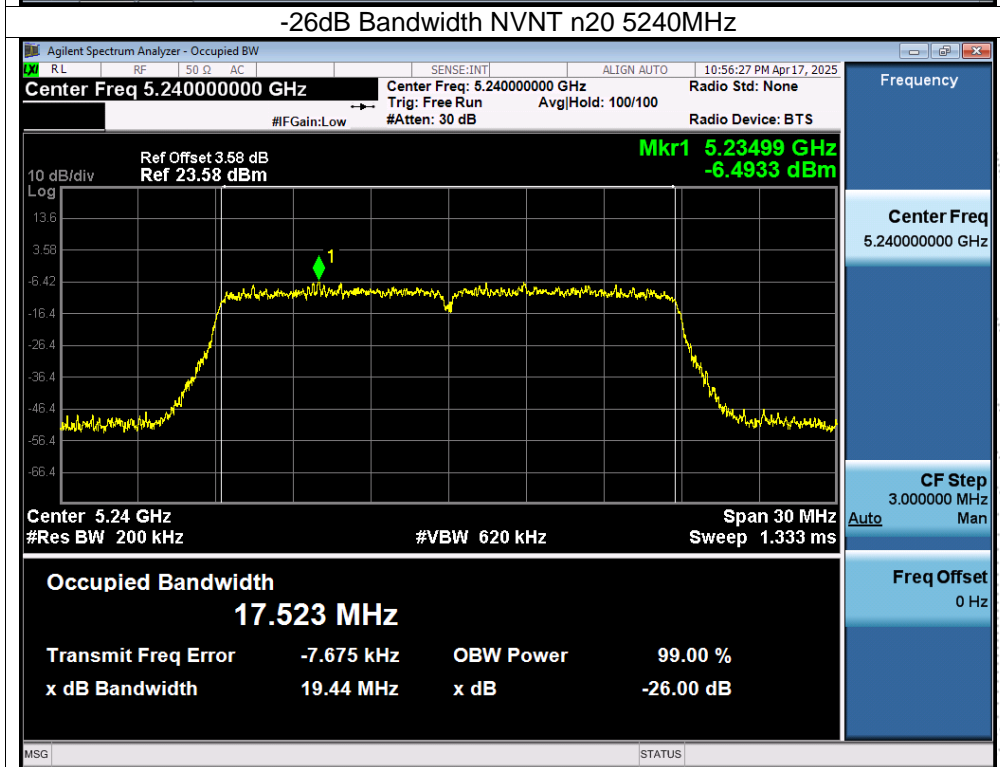 -26dB Bandwidth NVNT n20 5240MHz
Agilent Spectrum Analyzer - Occupied BW
LXI RL RF 50 Ω AC SENSE:INT ALIGN AUTO 10:56:27 PM Apr 17, 2025
Center Freq 5.240000000 GHz Center Freq: 5.240000000 GHz Radio Std: None
Trig: Free Run Avg|Hold: 100/100
#IFGain:Low #Atten: 30 dB Radio Device: BTS
Frequency
Mkr1 5.23499 GHz
-6.4933 dBm
Ref Offset 3.58 dB
10 dB/div Ref 23.58 dBm
Log
13.6
3.58
-6.42
-16.4
-26.4
-36.4
-46.4
-56.4
-66.4
1
Center Freq
5.240000000 GHz
Center 5.24 GHz Span 30 MHz
#Res BW 200 kHz #VBW 620 kHz Sweep 1.333 ms
CF Step
3.000000 MHz
Auto Man
Freq Offset
0 Hz
Occupied Bandwidth
17.523 MHz
Transmit Freq Error -7.675 kHz OBW Power 99.00 %
x dB Bandwidth 19.44 MHz x dB -26.00 dB
MSG STATUS